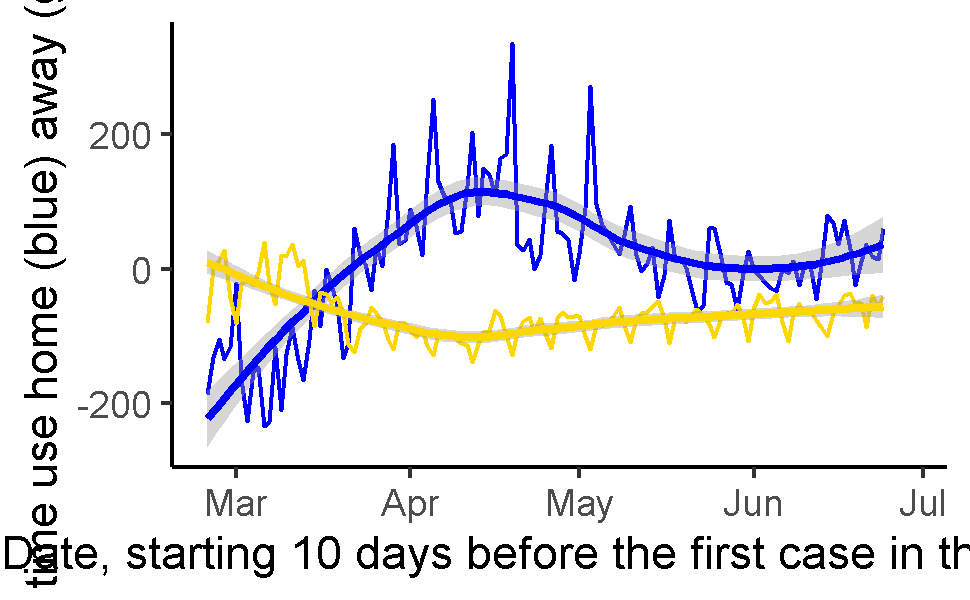 time use home (blue) away (
200
0
-200
Mar Apr May Jun Jul
Date, starting 10 days before the first case in